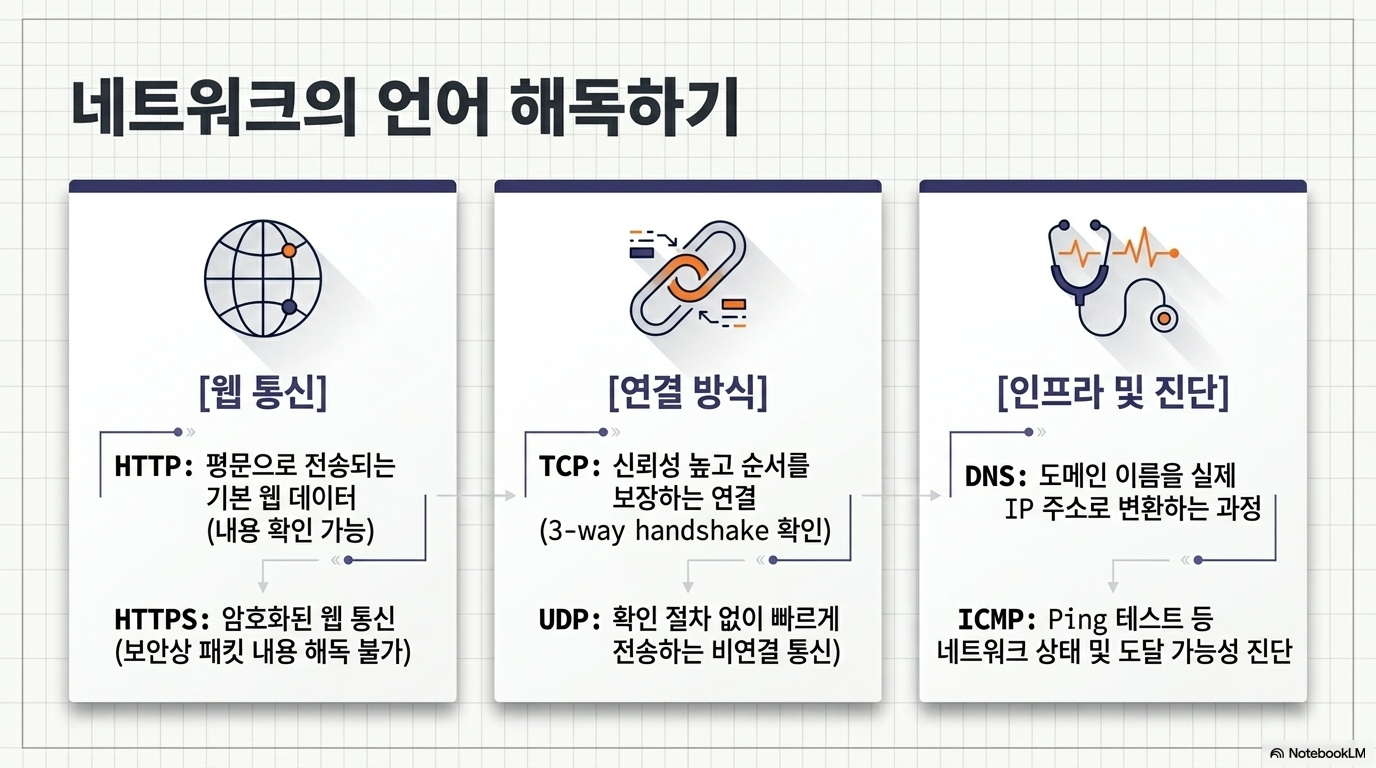 네트워크의 언어 해독하기
[웹 통신]
HTTP: 평문으로 전송되는
기본 웹 데이터
(내용 확인 가능)
HTTPS: 암호화된 웹 통신
(보안상 패킷 내용 해독 불가)
[연결 방식]
TCP: 신뢰성 높고 순서를
보장하는 연결
(3-way handshake 확인)
UDP: 확인 절차 없이 빠르게
전송하는 비연결 통신)
[인프라 및 진단]
DNS: 도메인 이름을 실제
IP 주소로 변환하는 과정
ICMP: Ping 테스트 등
네트워크 상태 및 도달 가능성 진단
NotebookLM